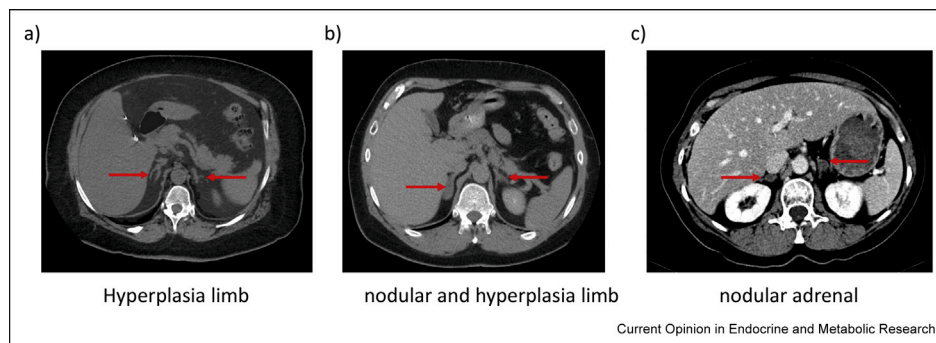 a)
b)
c)
Hyperplasia limb
nodular and hyperplasia limb
nodular adrenal
Current Opinion in Endocrine and Metabolic Research